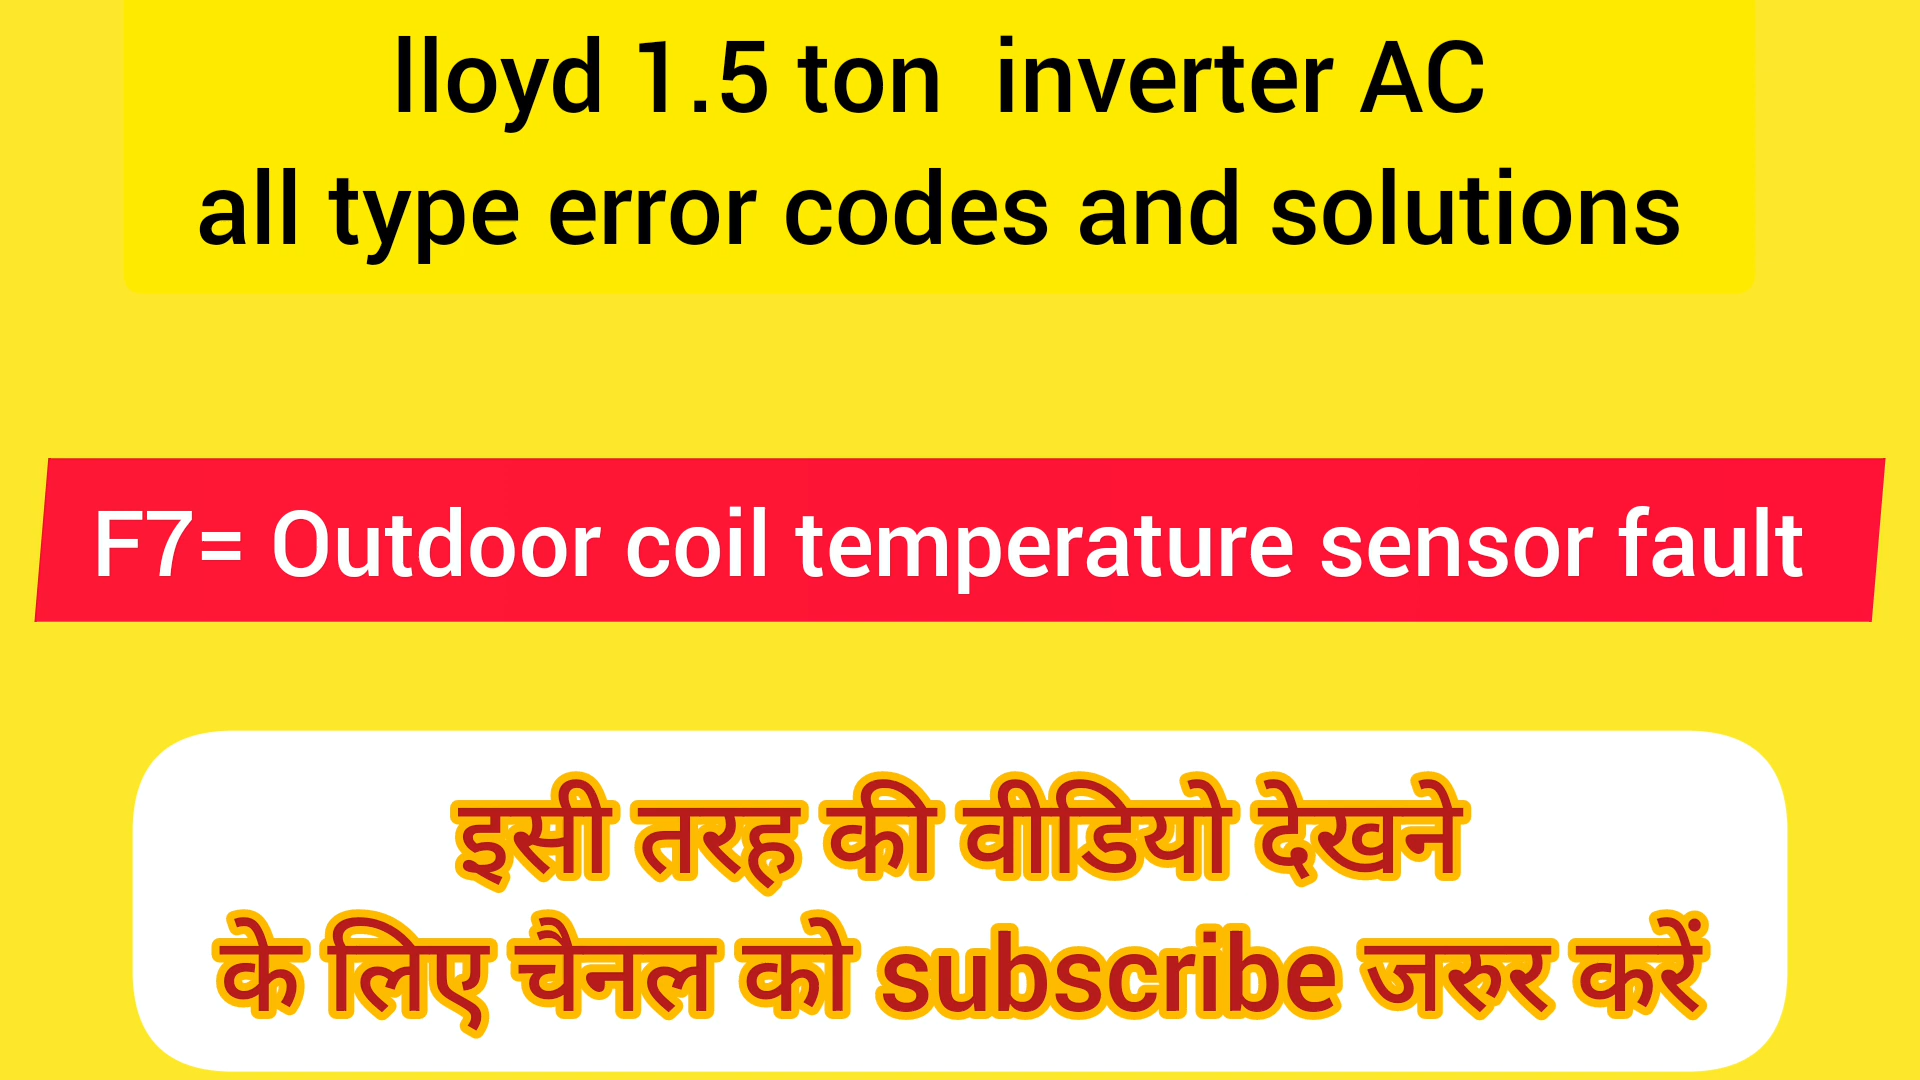 lloyd 1.5 ton  inverter AC
all type error codes and solutions
F7= Outdoor coil temperature sensor fault
इसी तरह की वीडियो देखने
के लिए चैनल को subscribe जरुर करें